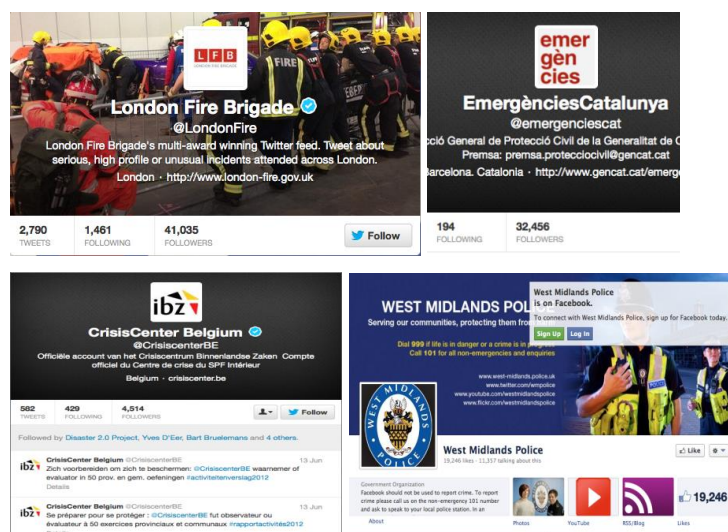 LFB
LONDON FIRE BRIGADE
FIRE
London Fire Brigade
@LondonFire
London Fire Brigade's multi-award winning Twitter feed. Tweet about
serious, high profile or unusual incidents attended across London.
London · http://www.london-fire.gov.uk
2,790
TWEETS
1,461
FOLLOWING
41,035
FOLLOWERS
Follow
emer
gèn
cies
EmergènciesCatalunya
@emergenciescat
cció General de Protecció Civil de la Generalitat de C
Premsa: premsa.protecciocivil@gencat.cat
Barcelona. Catalonia · http://www.gencat.cat/emerge
194
FOLLOWING
32,456
FOLLOWERS
ibz
CrisisCenter Belgium
@CrisiscenterBE
Officiële account van het Crisiscentrum Binnenlandse Zaken Compte
officiel du Centre de crise du SPF Intérieur
Belgium · crisiscenter.be
582
TWEETS
429
FOLLOWING
4,514
FOLLOWERS
Follow
Followed by Disaster 2.0 Project, Yves D'Eer, Bart Bruelemans and 4 others.
ibz
CrisisCenter Belgium @CrisiscenterBE 13 Jun
Zich voorbereiden om zich te beschermen: @CrisiscenterBE waarnemer of
evaluator in 50 prov. en gem. oefeningen #activiteitenverslag2012
Details
ibz
CrisisCenter Belgium @CrisiscenterBE 13 Jun
Se préparer pour se protéger : @CrisiscenterBE fut observateur ou
évaluateur à 50 exercices provinciaux et communaux #rapportactivités2012
WEST MIDLANDS POL
Serving our communities, protecting them from
Dial 999 if life is in danger or a crime is in
Call 101 for all non-emergencies and enquiries
www.west-midlands.police.uk
www.twitter.com/wmpolice
www.youtube.com/westmidlandspolice
www.flickr.com/westmidlandspolice
West Midlands Police
is on Facebook.
To connect with West Midlands Police, sign up for Facebook today.
Sign Up
Log In
WEST MIDLANDS
POLICE
West Midlands Police
19,246 likes · 11,357 talking about this
Like
Government Organization
Facebook should not be used to report crime. To report
crime please call us on the non-emergency 101 number
and ask to speak to your local police station. In an
About
Photos
YouTube
RSS/Blog
19,246
Likes